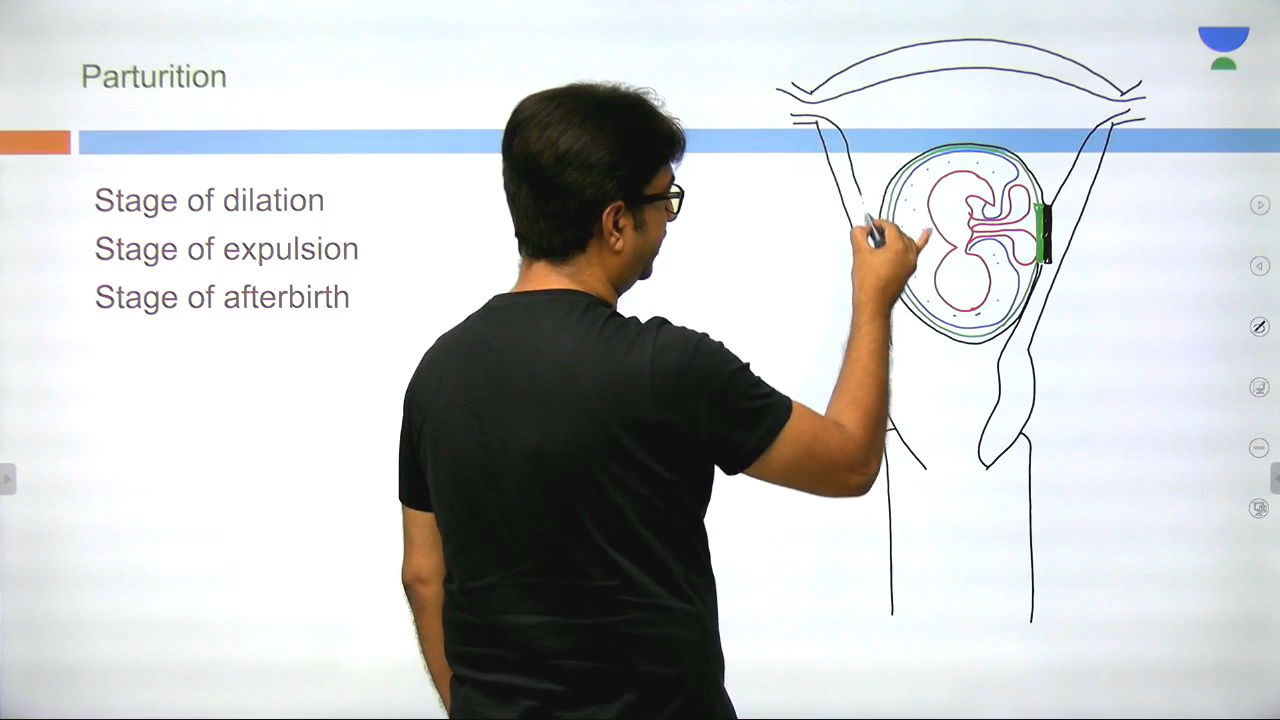 Parturition
Stage of dilation
Stage of expulsion
Stage of afterbirth